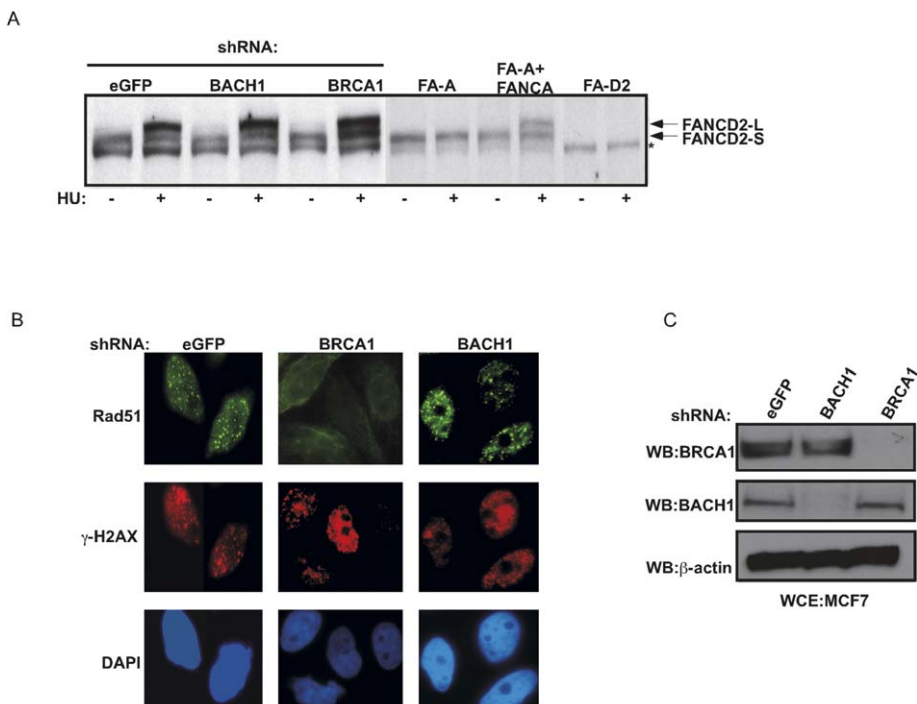 A
shRNA:
eGFP BACH1 BRCA1 FA-A FA-A+ FANCA FA-D2
FANCD2-L
FANCD2-S
*
HU: - + - + - + - + - + - +
B
shRNA: eGFP BRCA1 BACH1
Rad51
γ-H2AX
DAPI
C
shRNA: eGFP BACH1 BRCA1
WB:BRCA1
WB:BACH1
WB:β-actin
WCE:MCF7